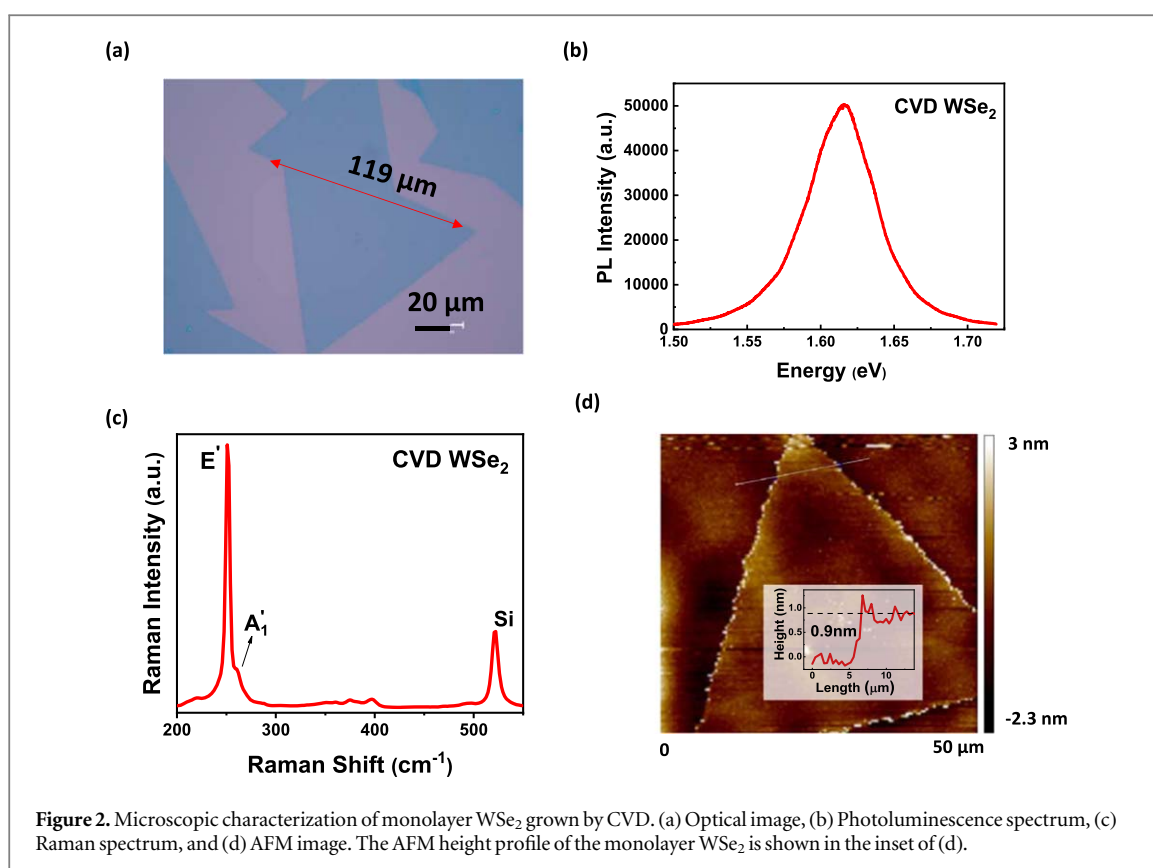 (a)
119 μm
20 μm
(b)
CVD WSe₂
PL Intensity (a.u.)
50000
40000
30000
20000
10000
0
1.50 1.55 1.60 1.65 1.70
Energy (eV)
(c)
E'
CVD WSe₂
A₁'
Si
Raman Intensity (a.u.)
200 300 400 500
Raman Shift (cm⁻¹)
(d)
3 nm
-2.3 nm
Height (nm)
1.0
0.5
0.0
0.9nm
0 5 10
Length (μm)
0 50 μm
Figure 2. Microscopic characterization of monolayer WSe₂ grown by CVD. (a) Optical image, (b) Photoluminescence spectrum, (c)
Raman spectrum, and (d) AFM image. The AFM height profile of the monolayer WSe₂ is shown in the inset of (d).